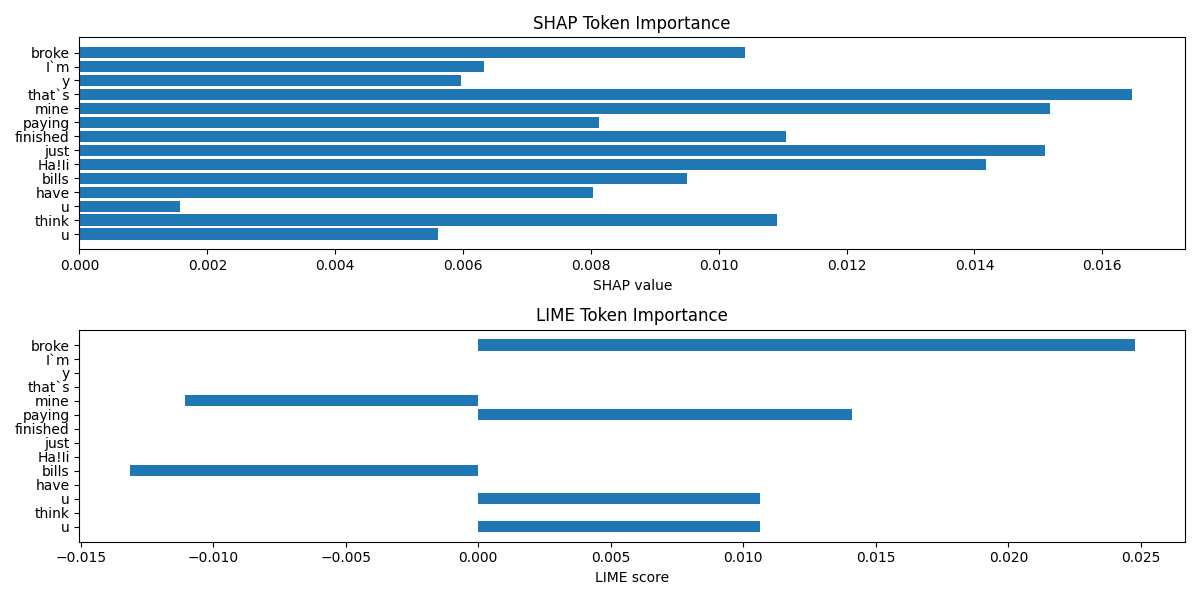 SHAP Token Importance
broke
I`m
y
that`s
mine
paying
finished
just
Ha!Ii
bills
have
u
think
u
0.000 0.002 0.004 0.006 0.008 0.010 0.012 0.014 0.016
SHAP value
LIME Token Importance
broke
I`m
y
that`s
mine
paying
finished
just
Ha!Ii
bills
have
u
think
u
−0.015 −0.010 −0.005 0.000 0.005 0.010 0.015 0.020 0.025
LIME score